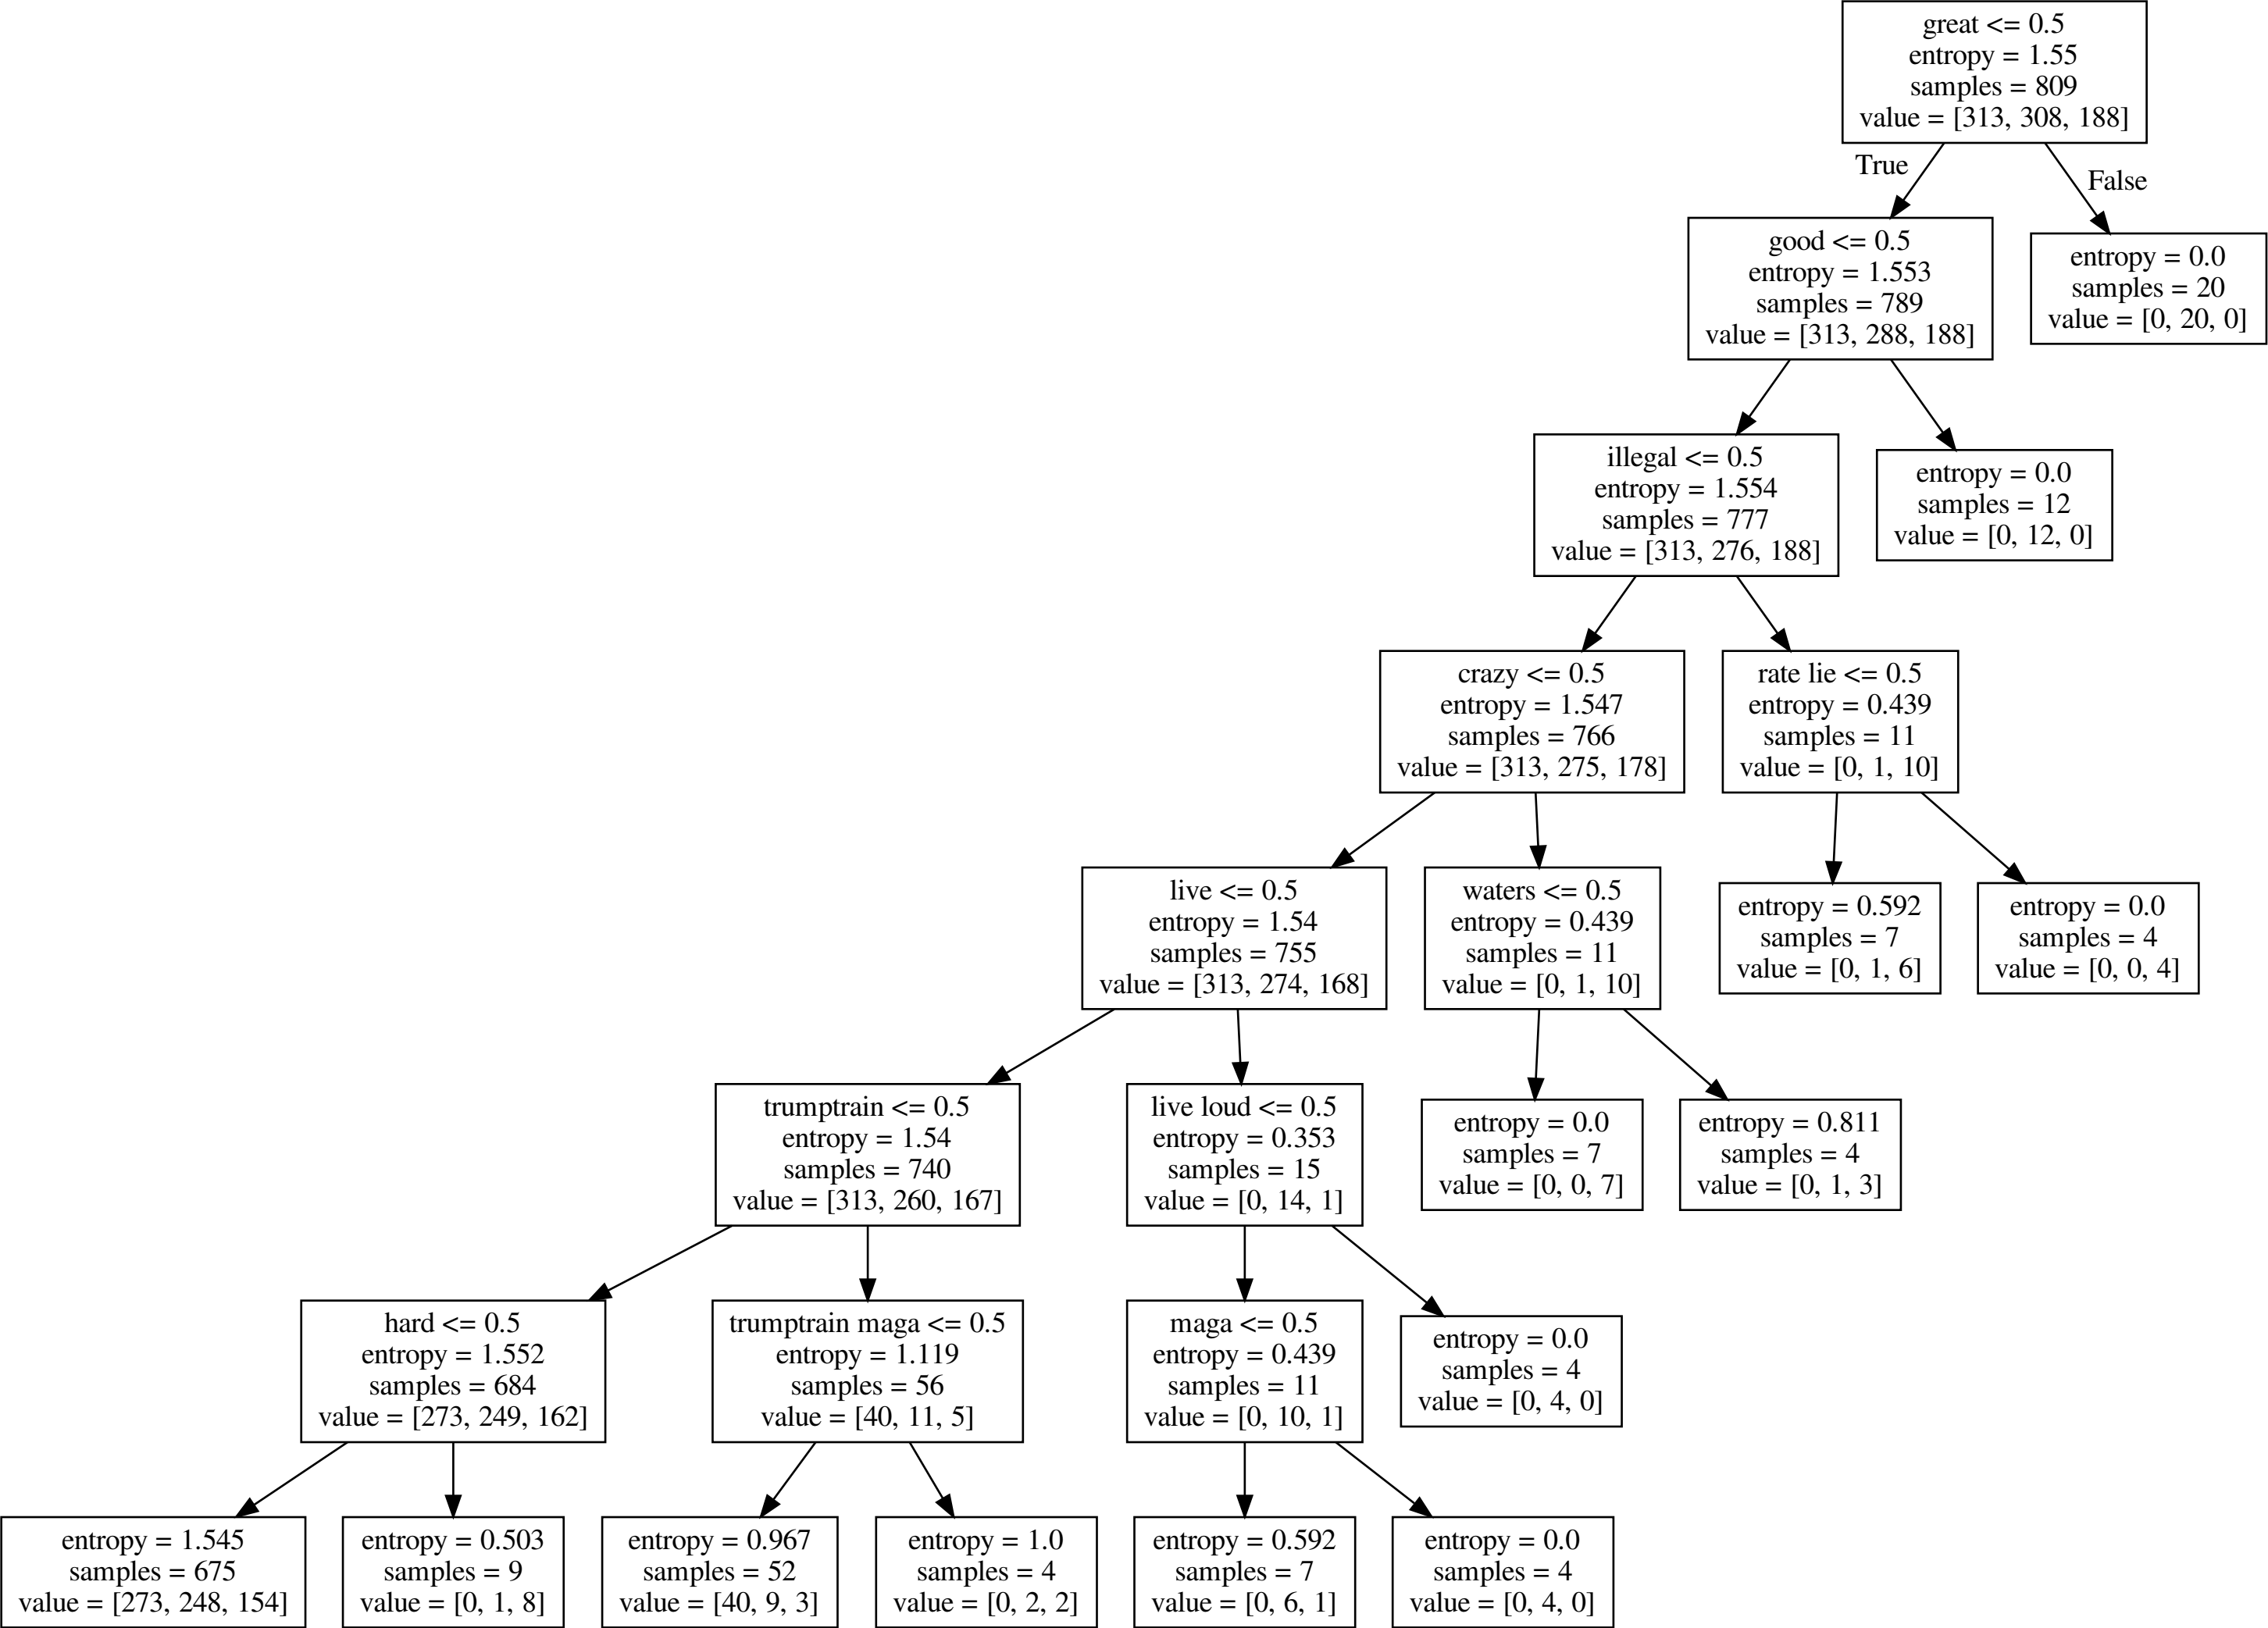 great <= 0.5
entropy = 1.55
samples = 809
value = [313, 308, 188]
True
False
good <= 0.5
entropy = 1.553
samples = 789
value = [313, 288, 188]
entropy = 0.0
samples = 20
value = [0, 20, 0]
illegal <= 0.5
entropy = 1.554
samples = 777
value = [313, 276, 188]
entropy = 0.0
samples = 12
value = [0, 12, 0]
crazy <= 0.5
entropy = 1.547
samples = 766
value = [313, 275, 178]
rate lie <= 0.5
entropy = 0.439
samples = 11
value = [0, 1, 10]
live <= 0.5
entropy = 1.54
samples = 755
value = [313, 274, 168]
waters <= 0.5
entropy = 0.439
samples = 11
value = [0, 1, 10]
entropy = 0.592
samples = 7
value = [0, 1, 6]
entropy = 0.0
samples = 4
value = [0, 0, 4]
trumptrain <= 0.5
entropy = 1.54
samples = 740
value = [313, 260, 167]
live loud <= 0.5
entropy = 0.353
samples = 15
value = [0, 14, 1]
entropy = 0.0
samples = 7
value = [0, 0, 7]
entropy = 0.811
samples = 4
value = [0, 1, 3]
hard <= 0.5
entropy = 1.552
samples = 684
value = [273, 249, 162]
trumptrain maga <= 0.5
entropy = 1.119
samples = 56
value = [40, 11, 5]
maga <= 0.5
entropy = 0.439
samples = 11
value = [0, 10, 1]
entropy = 0.0
samples = 4
value = [0, 4, 0]
entropy = 1.545
samples = 675
value = [273, 248, 154]
entropy = 0.503
samples = 9
value = [0, 1, 8]
entropy = 0.967
samples = 52
value = [40, 9, 3]
entropy = 1.0
samples = 4
value = [0, 2, 2]
entropy = 0.592
samples = 7
value = [0, 6, 1]
entropy = 0.0
samples = 4
value = [0, 4, 0]